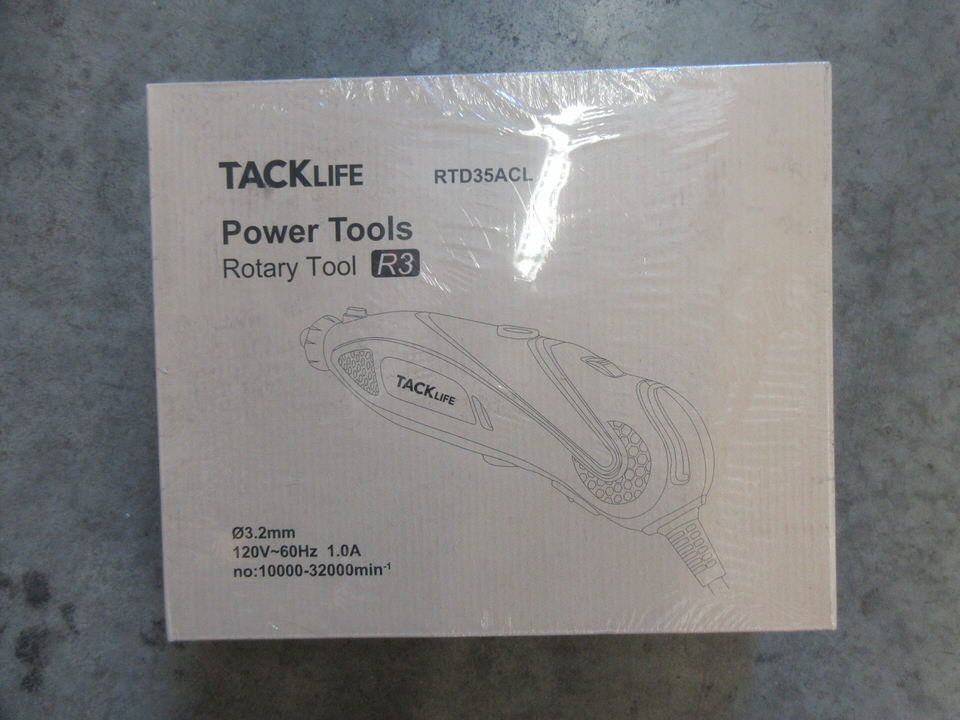 TACKLIFE RTD35ACL
Power Tools
Rotary Tool R3
TACKLIFE
Ø3.2mm
120V~60Hz 1.0A
no:10000-32000min⁻¹